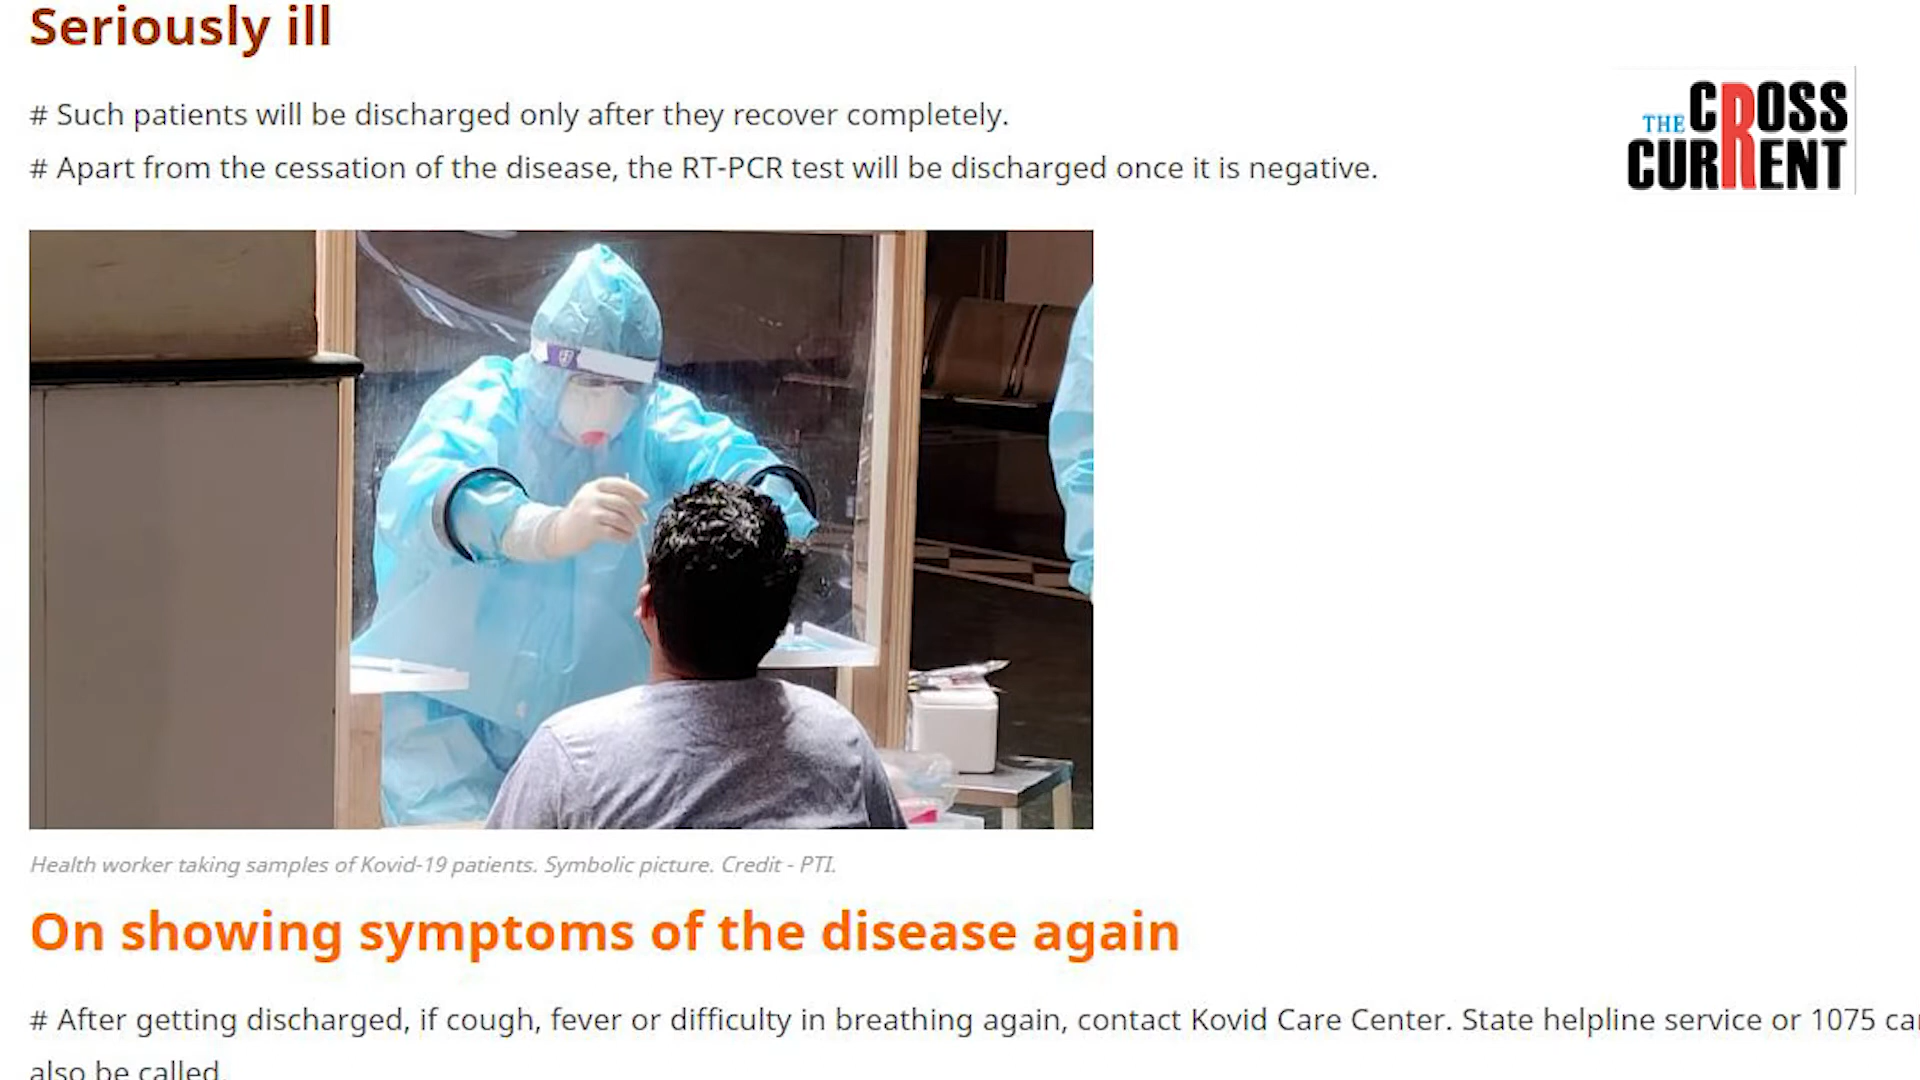 Seriously ill
# Such patients will be discharged only after they recover completely.
THE CROSS
CURRENT
# Apart from the cessation of the disease, the RT-PCR test will be discharged once it is negative.
Health worker taking samples of Kovid-19 patients. Symbolic picture. Credit - PTI.
On showing symptoms of the disease again
# After getting discharged, if cough, fever or difficulty in breathing again, contact Kovid Care Center. State helpline service or 1075
also be called.